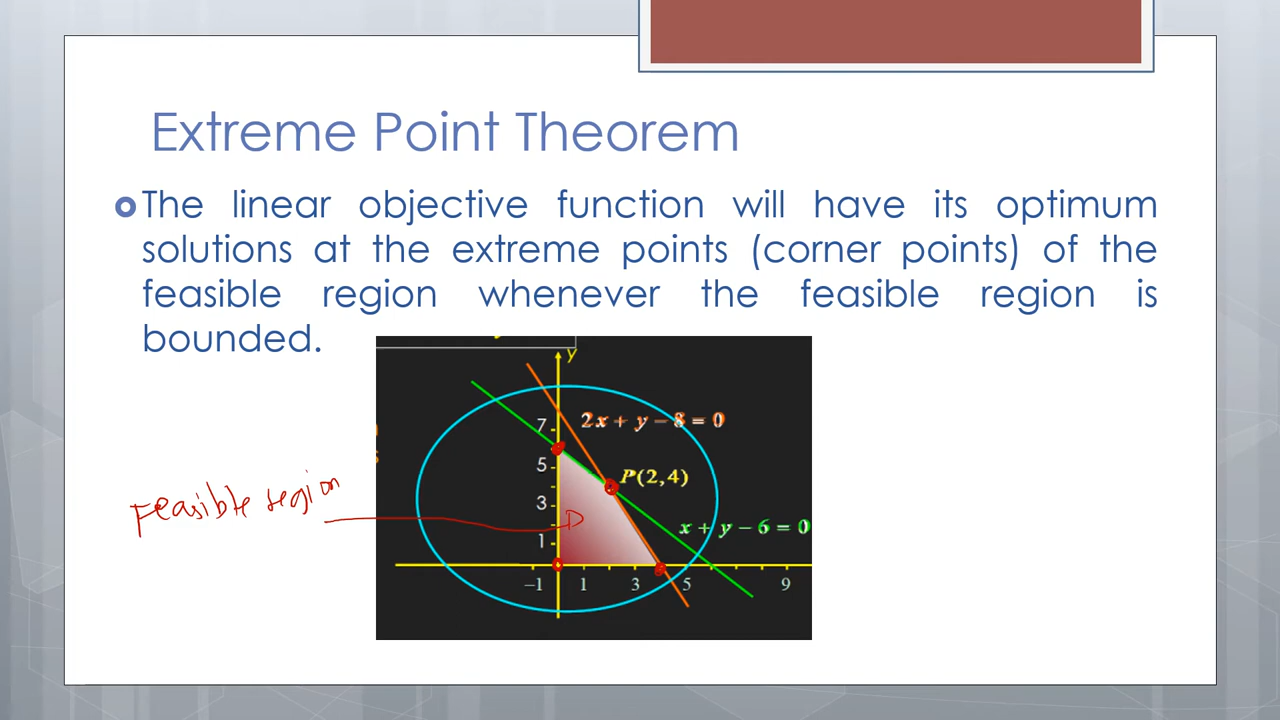 Extreme Point Theorem
The linear objective function will have its optimum
solutions at the extreme points (corner points) of the
feasible region whenever the feasible region is
bounded.
y
7
2x + y − 8 = 0
5
P(2,4)
3
Feasible region
x + y − 6 = 0
1
−1 1 3 5 9